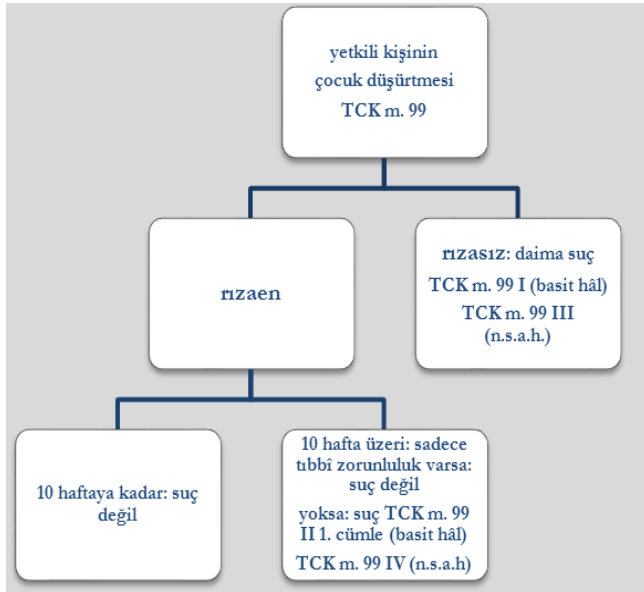 yetkili kişinin
çocuk düşürtmesi
TCK m. 99
rızaen
rızasız: daima suç
TCK m. 99 I (basit hâl)
TCK m. 99 III
(n.s.a.h.)
10 haftaya kadar: suç
değil
10 hafta üzeri: sadece
tıbbî zorunluluk varsa:
suç değil
yoksa: suç TCK m. 99
II 1. cümle (basit hâl)
TCK m. 99 IV (n.s.a.h)